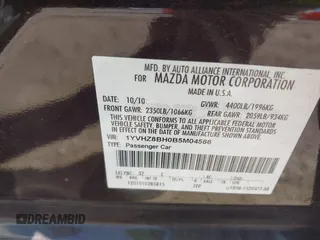 MFD. BY AUTO ALLIANCE INTERNATIONAL, INC
FOR MAZDA MOTOR CORPORATION
MADE IN U.S.A.
DATE: 10/10 GVWR: 4400LB/1996KG
FRONT GAWR: 2350LB/1066KG REAR GAWR: 2059LB/934KG
THIS VEHICLE CONFORMS TO ALL APPLICABLE FEDERAL MOTOR
VEHICLE SAFETY, BUMPER, AND THEFT PREVENTION
STANDARDS IN EFFECT ON THE DATE OF MANUFACTURE
SHOWN ABOVE.
VIN: 1YVHZ8BH0B5M04586
TYPE: Passenger Car
DREAMBID